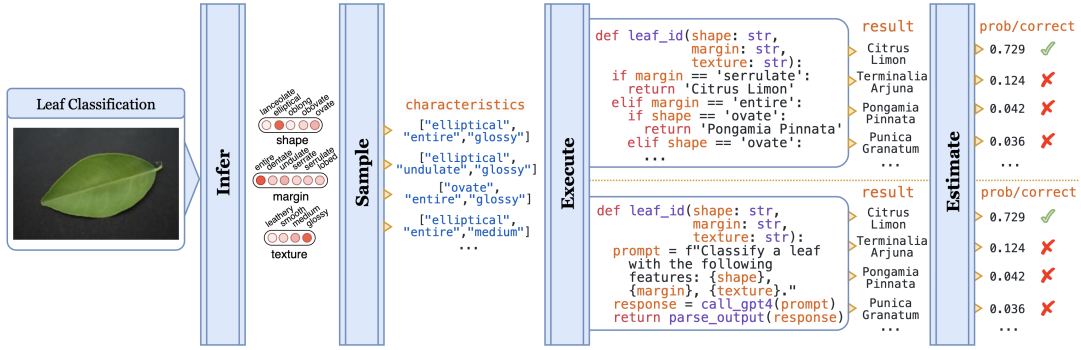 Leaf Classification
Infer
lanceolate
elliptical
oblong
obovate
ovate
shape
entire
dentate
undulate
serrate
serrulate
lobed
margin
leathery
smooth
medium
glossy
texture
Sample
characteristics
["elliptical",
"entire","glossy"]
["elliptical",
"undulate","glossy"]
["ovate",
"entire","glossy"]
["elliptical",
"entire","medium"]
...
Execute
def leaf_id(shape: str,
margin: str,
texture: str):
if margin == 'serrulate':
return 'Citrus Limon'
elif margin == 'entire':
if shape == 'ovate':
return 'Pongamia Pinnata'
elif shape == 'ovate':
...
result
Citrus
Limon
Terminalia
Arjuna
Pongamia
Pinnata
Punica
Granatum
...
def leaf_id(shape: str,
margin: str,
texture: str):
prompt = f"Classify a leaf
with the following
features: {shape},
{margin}, {texture}."
response = call_gpt4(prompt)
return parse_output(response)
result
Citrus
Limon
Terminalia
Arjuna
Pongamia
Pinnata
Punica
Granatum
...
Estimate
prob/correct
0.729
0.124
0.042
0.036
...
prob/correct
0.729
0.124
0.042
0.036
...